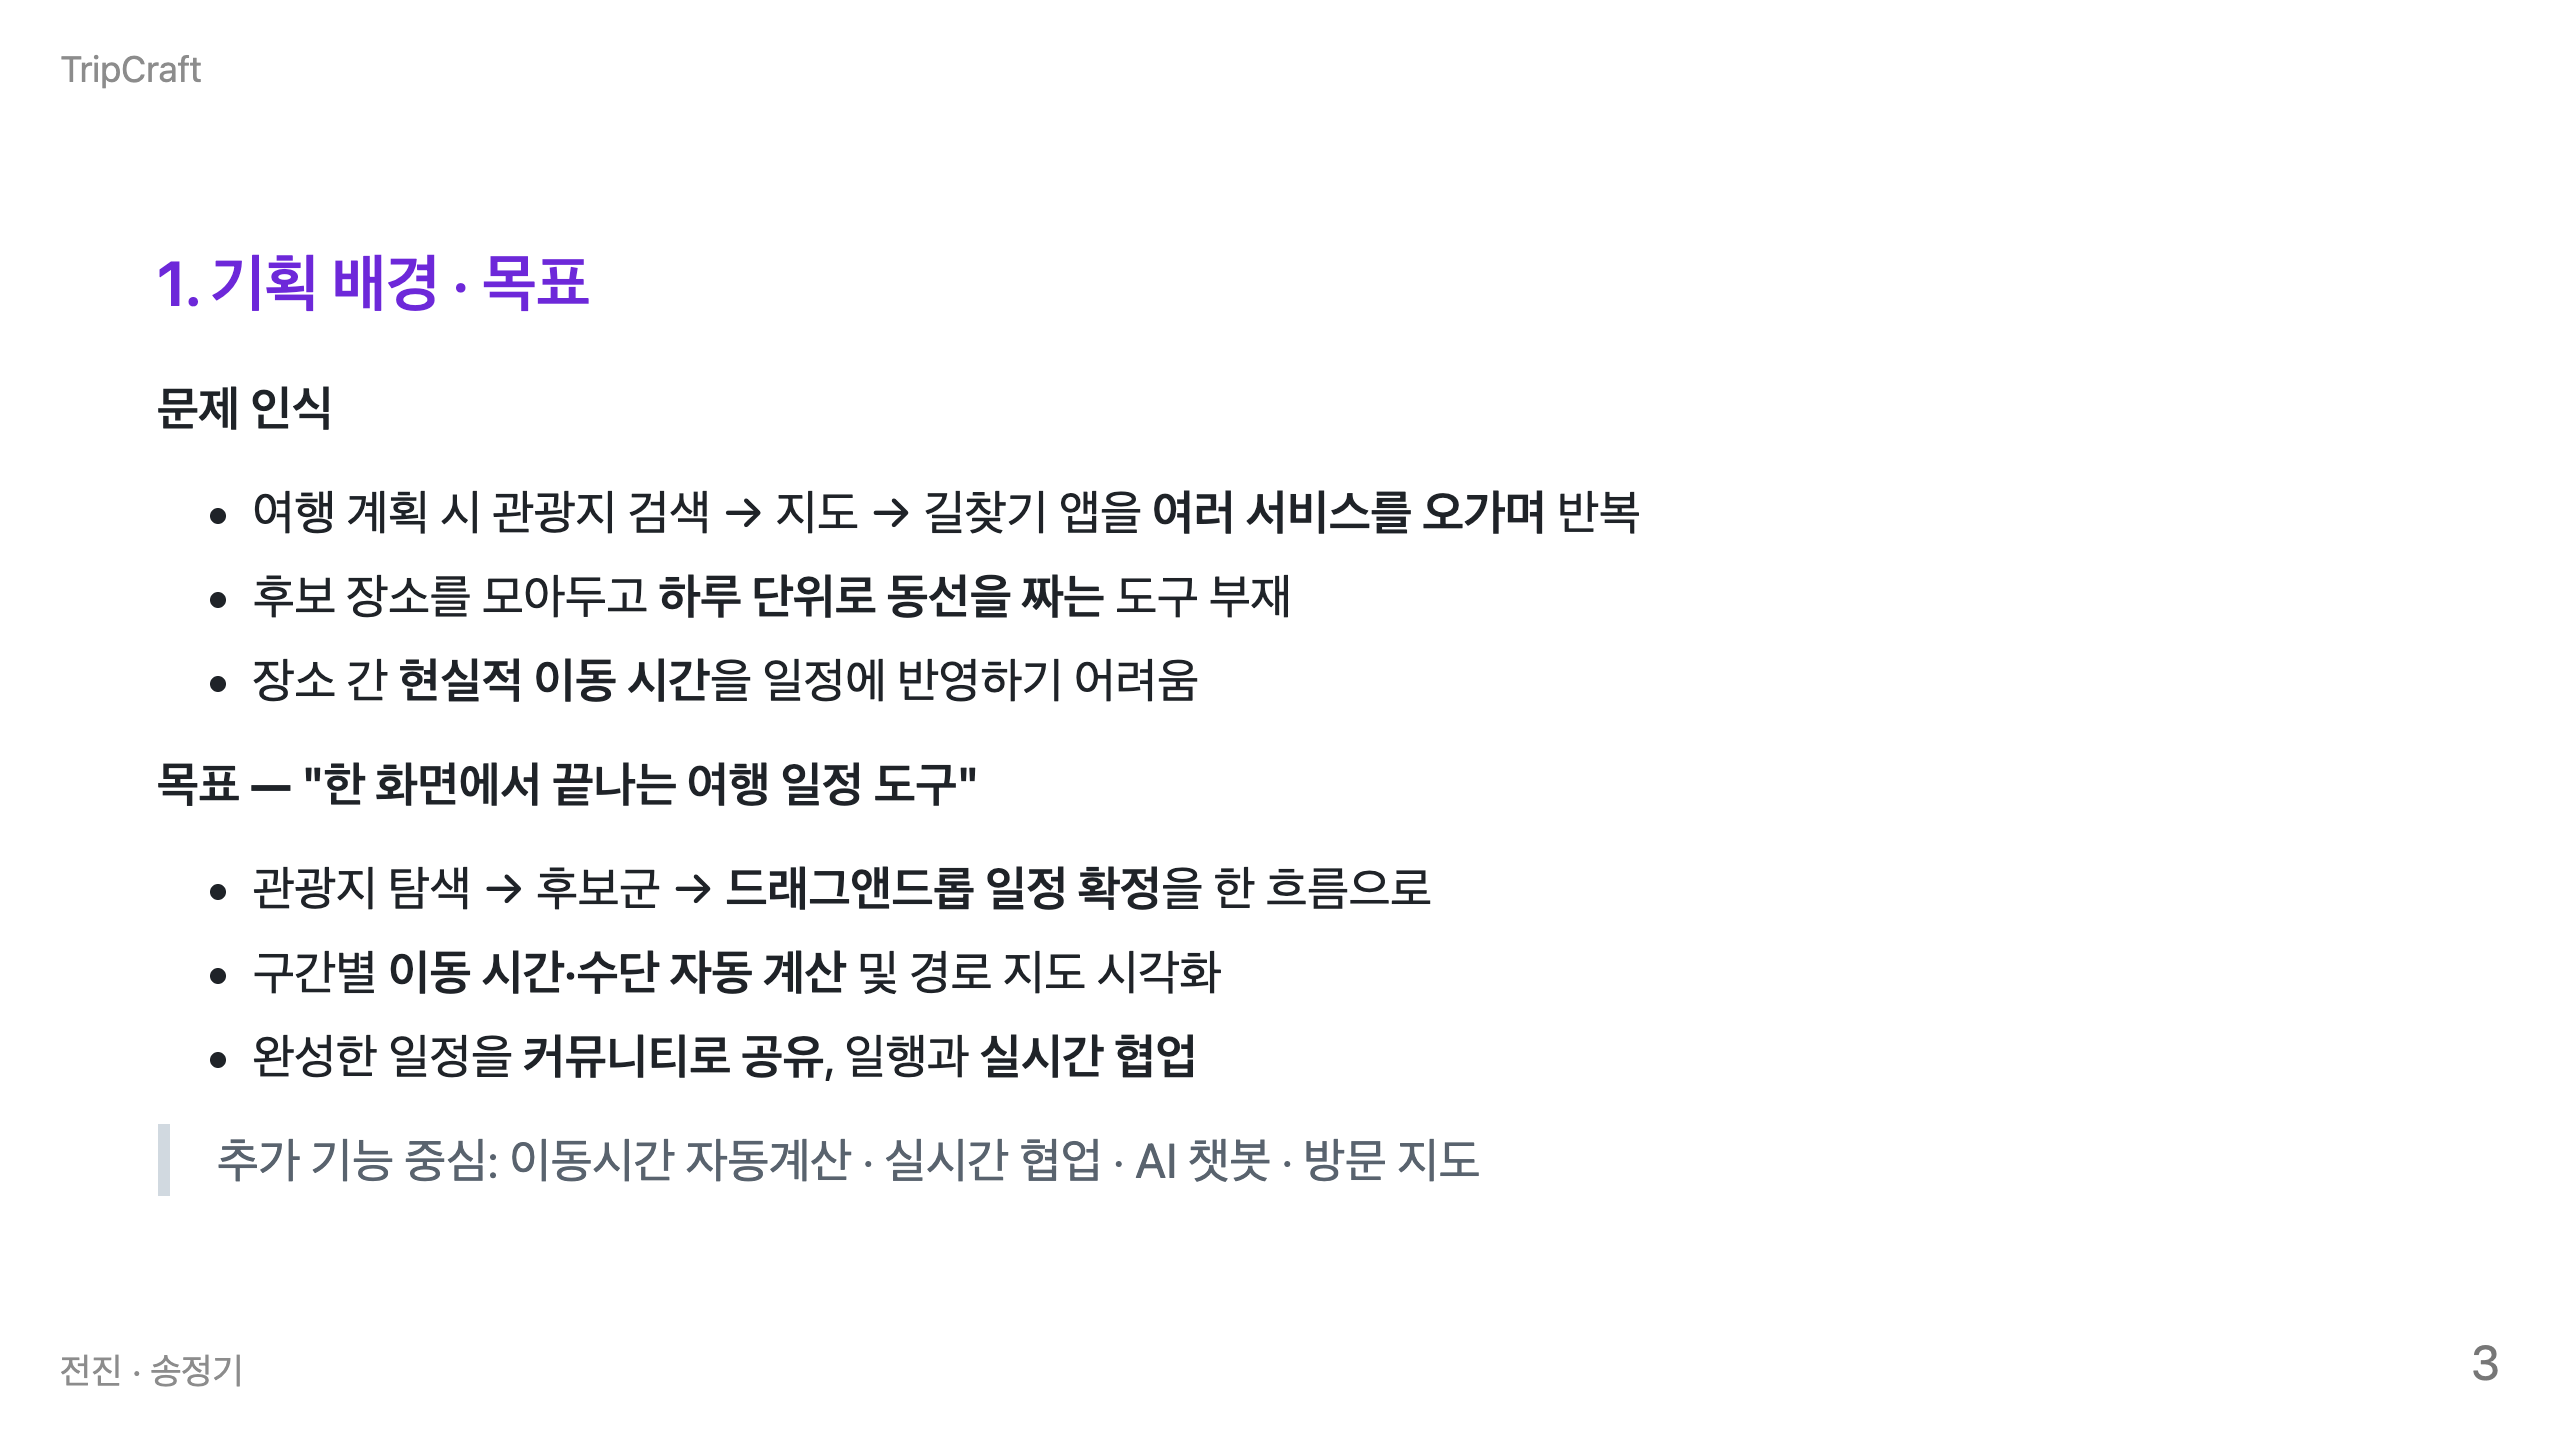 TripCraft
1. 기획 배경 · 목표
문제 인식
• 여행 계획 시 관광지 검색 → 지도 → 길찾기 앱을 여러 서비스를 오가며 반복
• 후보 장소를 모아두고 하루 단위로 동선을 짜는 도구 부재
• 장소 간 현실적 이동 시간을 일정에 반영하기 어려움
목표 — "한 화면에서 끝나는 여행 일정 도구"
• 관광지 탐색 → 후보군 → 드래그앤드롭 일정 확정을 한 흐름으로
• 구간별 이동 시간·수단 자동 계산 및 경로 지도 시각화
• 완성한 일정을 커뮤니티로 공유, 일행과 실시간 협업
추가 기능 중심: 이동시간 자동계산 · 실시간 협업 · AI 챗봇 · 방문 지도
전진 · 송정기
3